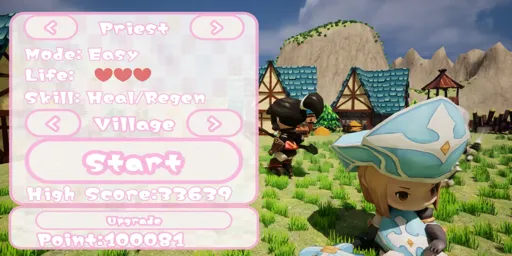 < Priest >
Mode: Easy
Life:
Skill: Heal/Regen
< Village >
Start
High Score:33639
Upgrade
Point:100081